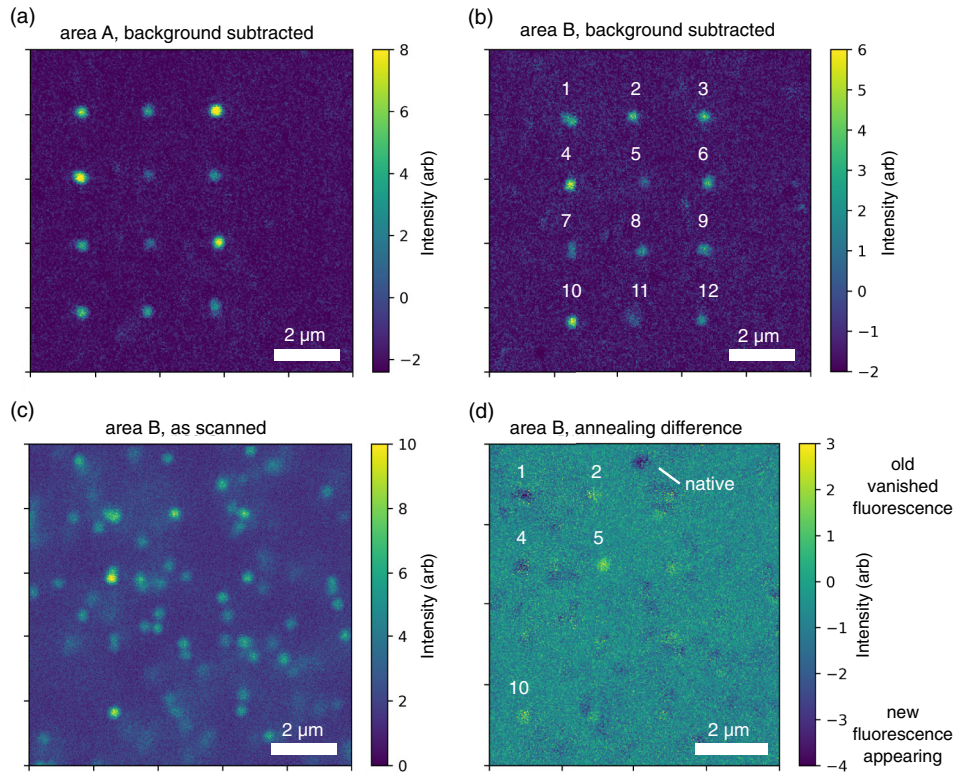 (a)
area A, background subtracted
8
6
4
2
0
−2
Intensity (arb)
2 µm
(b)
area B, background subtracted
1
2
3
4
5
6
7
8
9
10
11
12
2 µm
6
5
4
3
2
1
0
−1
−2
Intensity (arb)
(c)
area B, as scanned
2 µm
10
8
6
4
2
0
Intensity (arb)
(d)
area B, annealing difference
native
1
2
4
5
10
2 µm
3
2
1
0
−1
−2
−3
−4
Intensity (arb)
old
vanished
fluorescence
new
fluorescence
appearing